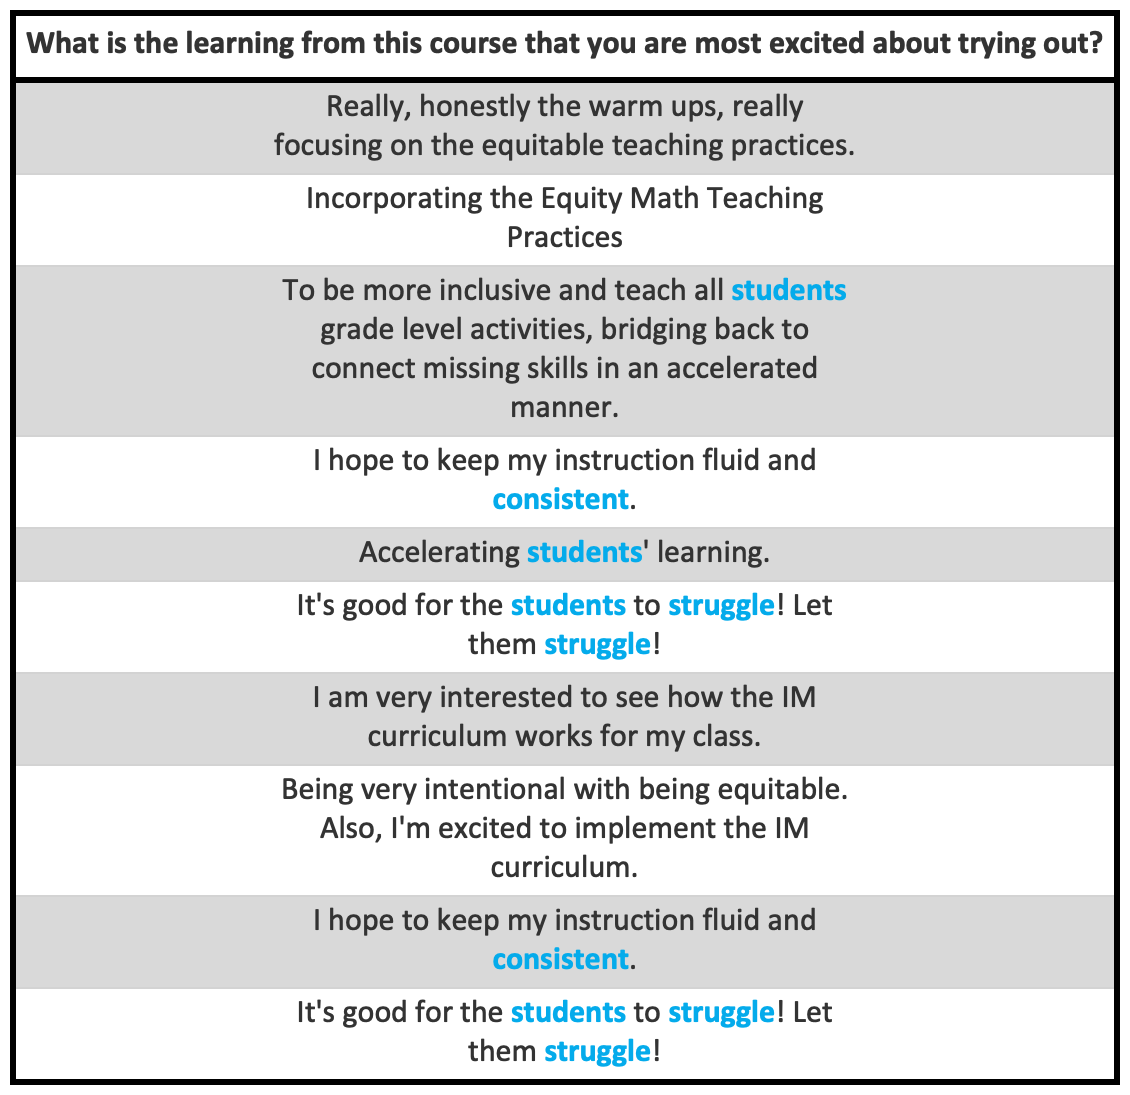 What is the learning from this course that you are most excited about trying out?
Really, honestly the warm ups, really
focusing on the equitable teaching practices.
Incorporating the Equity Math Teaching
Practices
To be more inclusive and teach all students
grade level activities, bridging back to
connect missing skills in an accelerated
manner.
I hope to keep my instruction fluid and
consistent.
Accelerating students' learning.
It's good for the students to struggle! Let
them struggle!
I am very interested to see how the IM
curriculum works for my class.
Being very intentional with being equitable.
Also, I'm excited to implement the IM
curriculum.
I hope to keep my instruction fluid and
consistent.
It's good for the students to struggle! Let
them struggle!